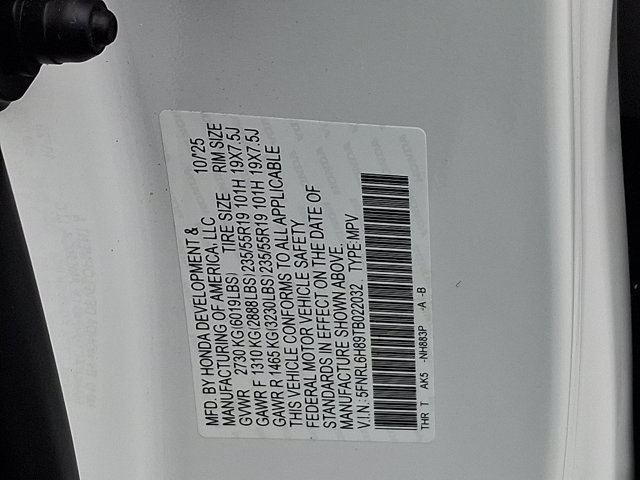 MFD. BY HONDA DEVELOPMENT & 
MANUFACTURING OF AMERICA, LLC 10/25
TIRE SIZE RIM SIZE
GVWR 2730 KG(6019LBS)
GAWR F 1310 KG(2888LBS) 235/55R19 101H 19X7.5J
GAWR R 1465 KG(3230LBS) 235/55R19 101H 19X7.5J
THIS VEHICLE CONFORMS TO ALL APPLICABLE
FEDERAL MOTOR VEHICLE SAFETY
STANDARDS IN EFFECT ON THE DATE OF
MANUFACTURE SHOWN ABOVE.
V.I.N.: 5FNRL6H89TB022032 TYPE:MPV
THR T AK5 -NH883P -A -B